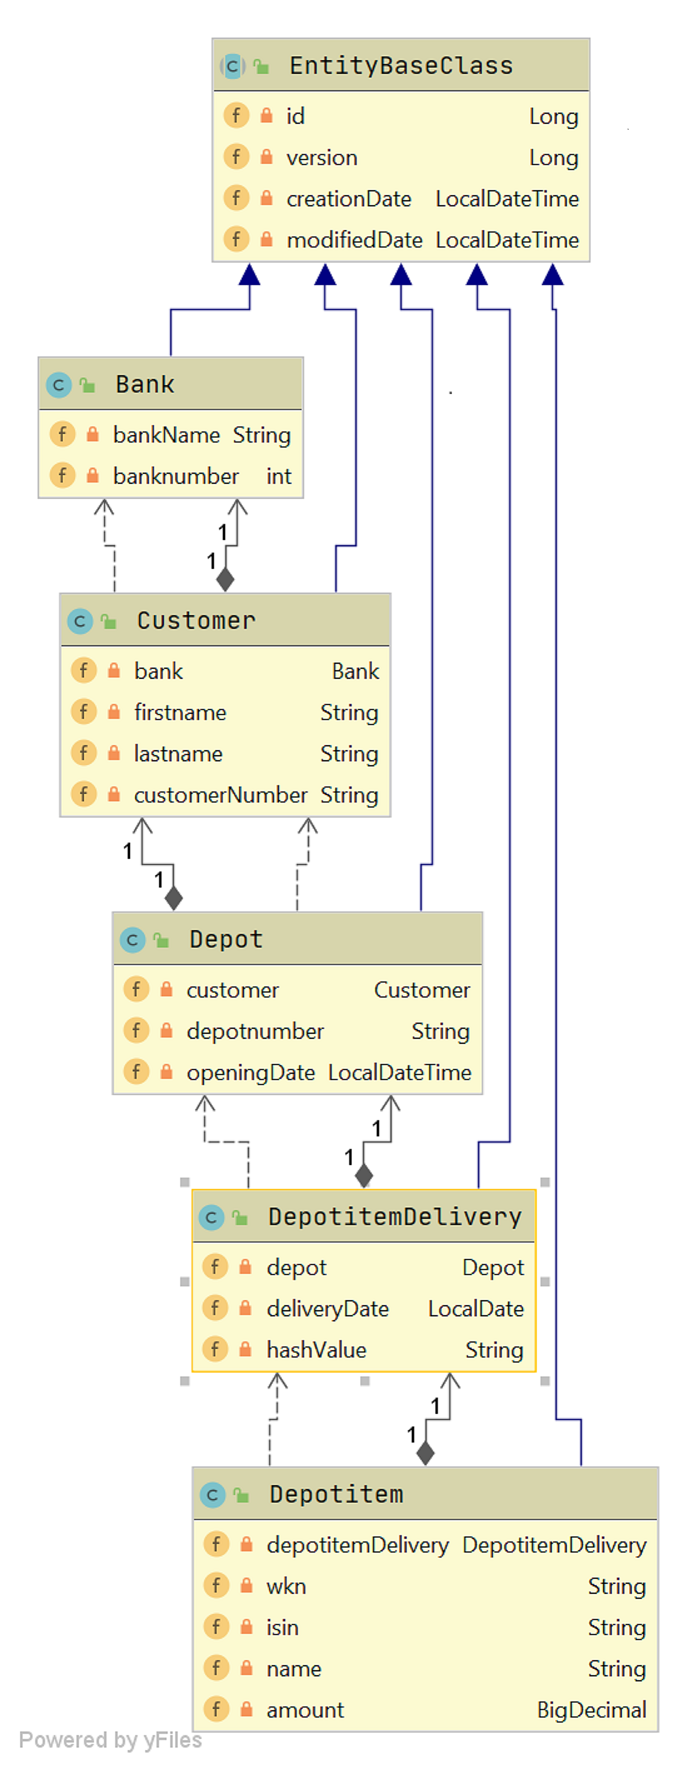 EntityBaseClass
f id Long
f version Long
f creationDate LocalDateTime
f modifiedDate LocalDateTime
C Bank
f bankName String
f banknumber int
1
1
C Customer
f bank Bank
f firstname String
f lastname String
f customerNumber String
1
1
C Depot
f customer Customer
f depotnumber String
f openingDate LocalDateTime
1
1
C DepotitemDelivery
f depot Depot
f deliveryDate LocalDate
f hashValue String
1
1
C Depotitem
f depotitemDelivery DepotitemDelivery
f wkn String
f isin String
f name String
f amount BigDecimal
Powered by yFiles